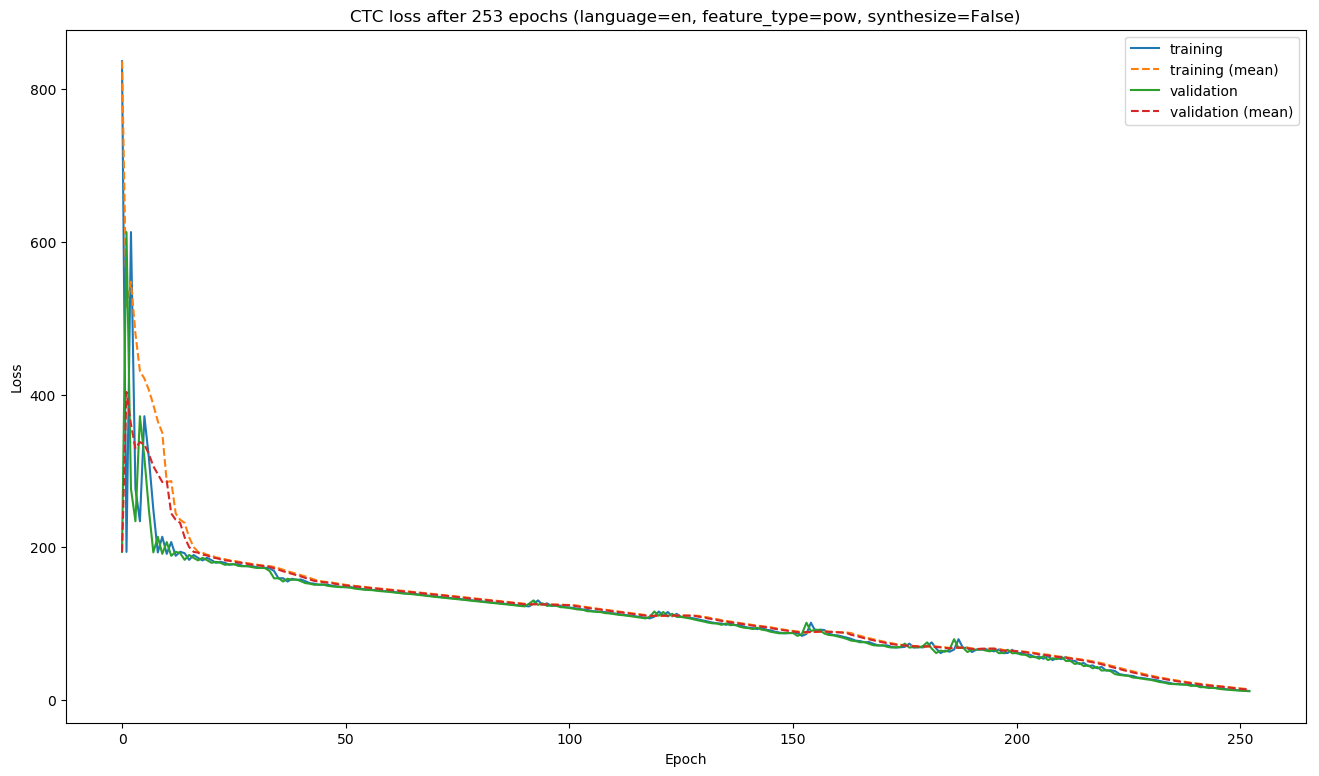 CTC loss after 253 epochs (language=en, feature_type=pow, synthesize=False)
training
training (mean)
validation
validation (mean)
800
600
400
200
0
Loss
0 50 100 150 200 250
Epoch